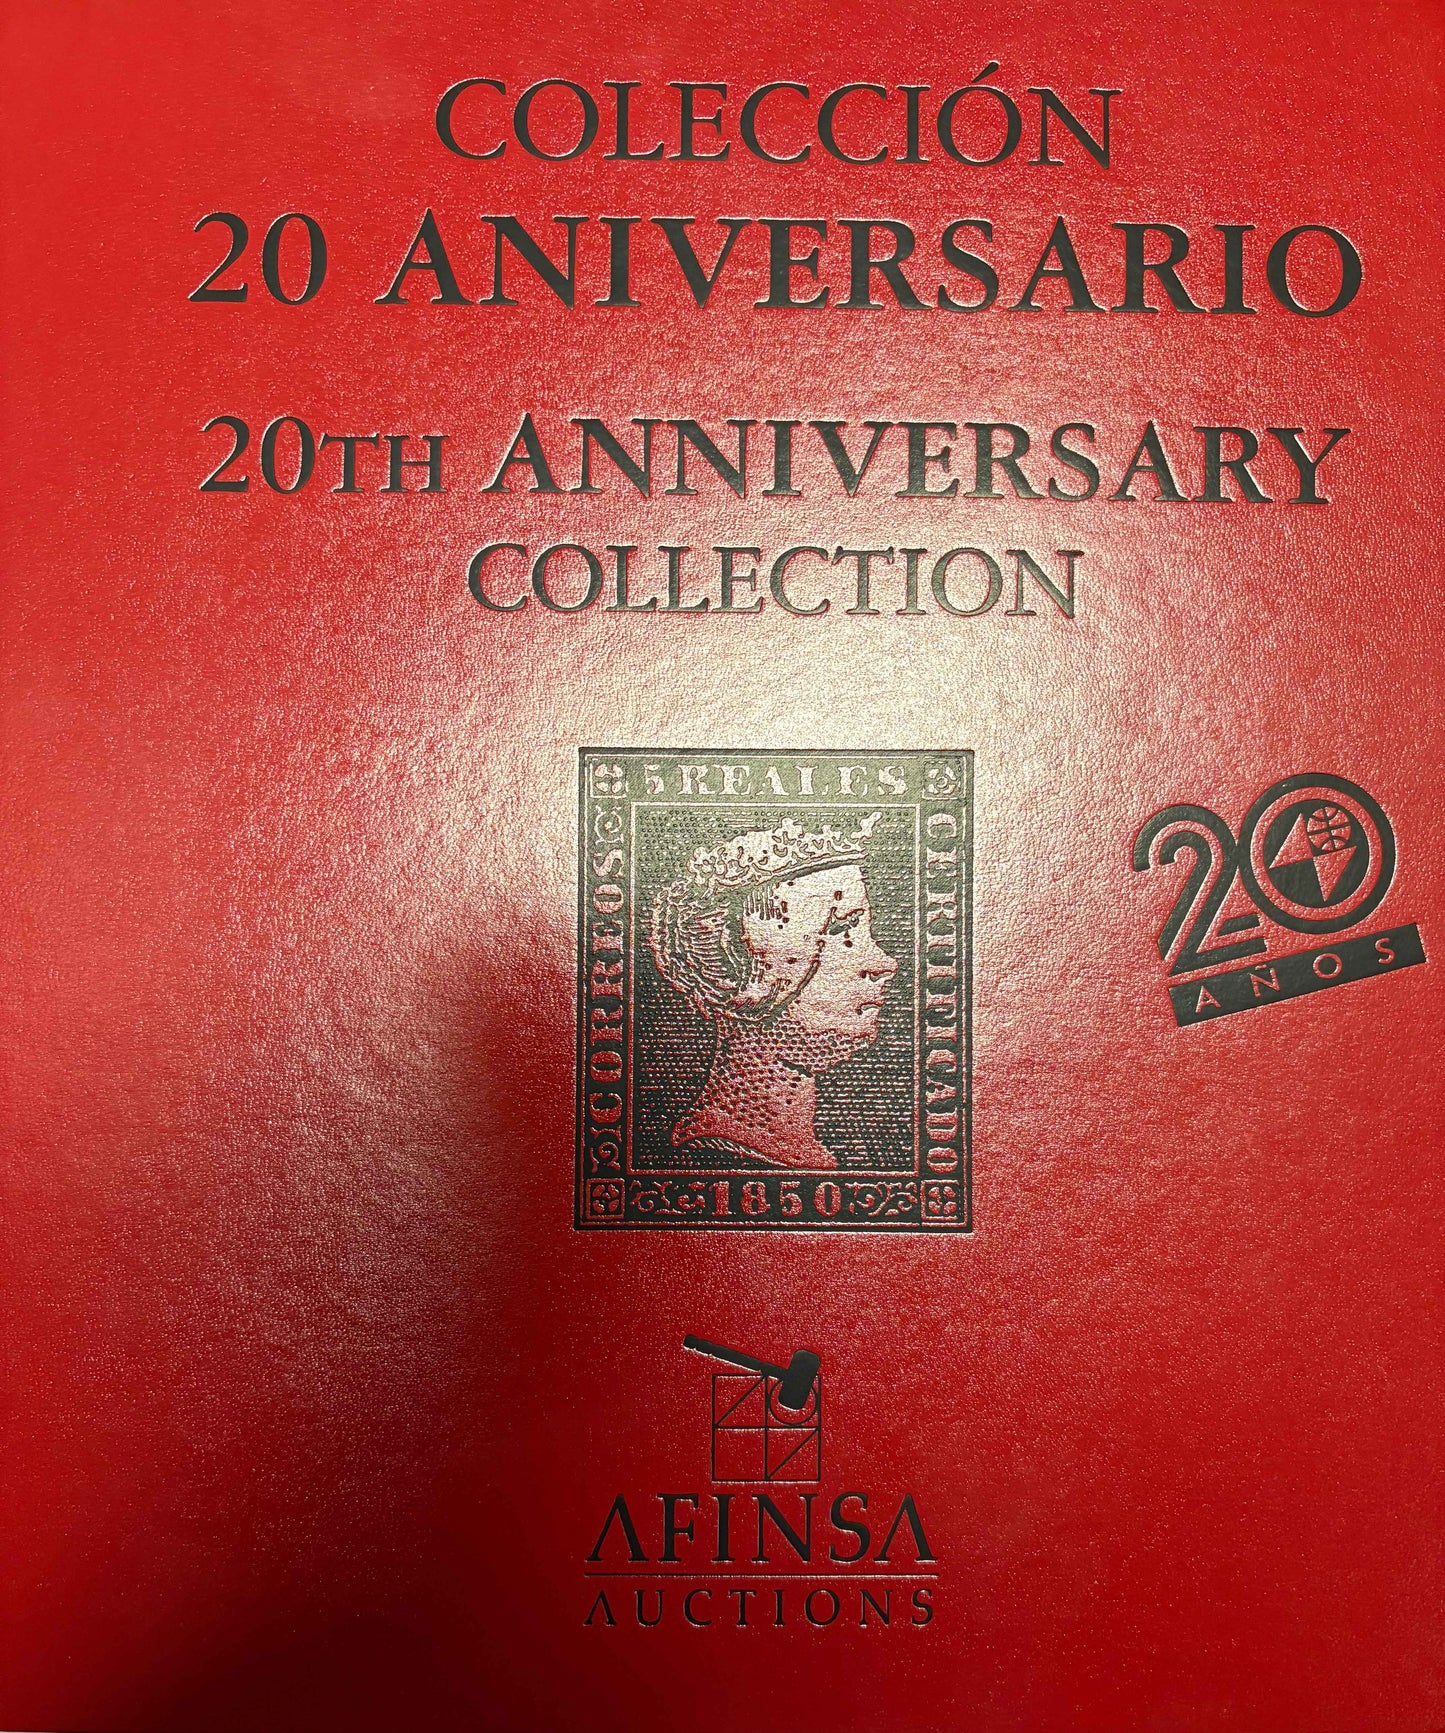 COLECCIÓN
20 ANIVERSARIO
20TH ANNIVERSARY
COLLECTION
5 REALES
CORREOS
CERTIFICADO
1850
20
AÑOS
AFINSA
AUCTIONS